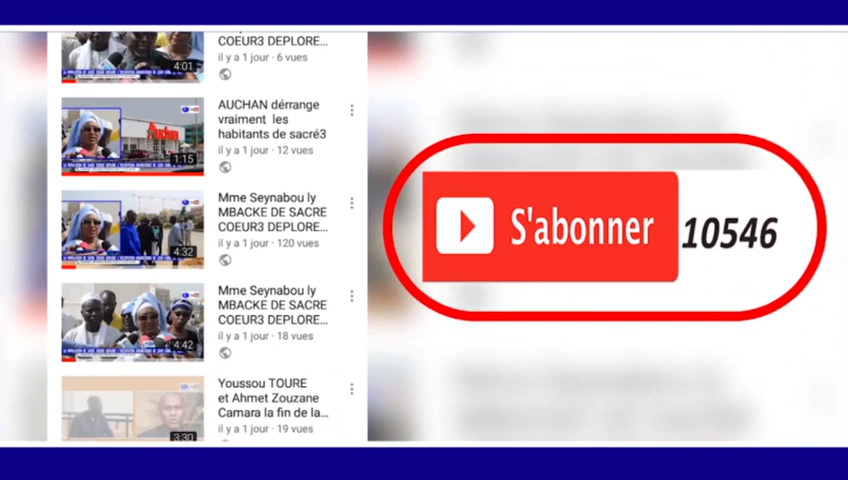 COEUR3 DEPLORE...
il y a 1 jour · 6 vues
4:01
AUCHAN dérrange
vraiment les
habitants de sacré3
il y a 1 jour · 12 vues
Auchan
1:15
Mme Seynabou ly
MBACKE DE SACRE
COEUR3 DEPLORE...
il y a 1 jour · 120 vues
4:32
Mme Seynabou ly
MBACKE DE SACRE
COEUR3 DEPLORE...
il y a 1 jour · 18 vues
4:42
Youssou TOURE
et Ahmet Zouzane
Camara la fin de la...
il y a 1 jour · 19 vues
3:30
S'abonner
10546